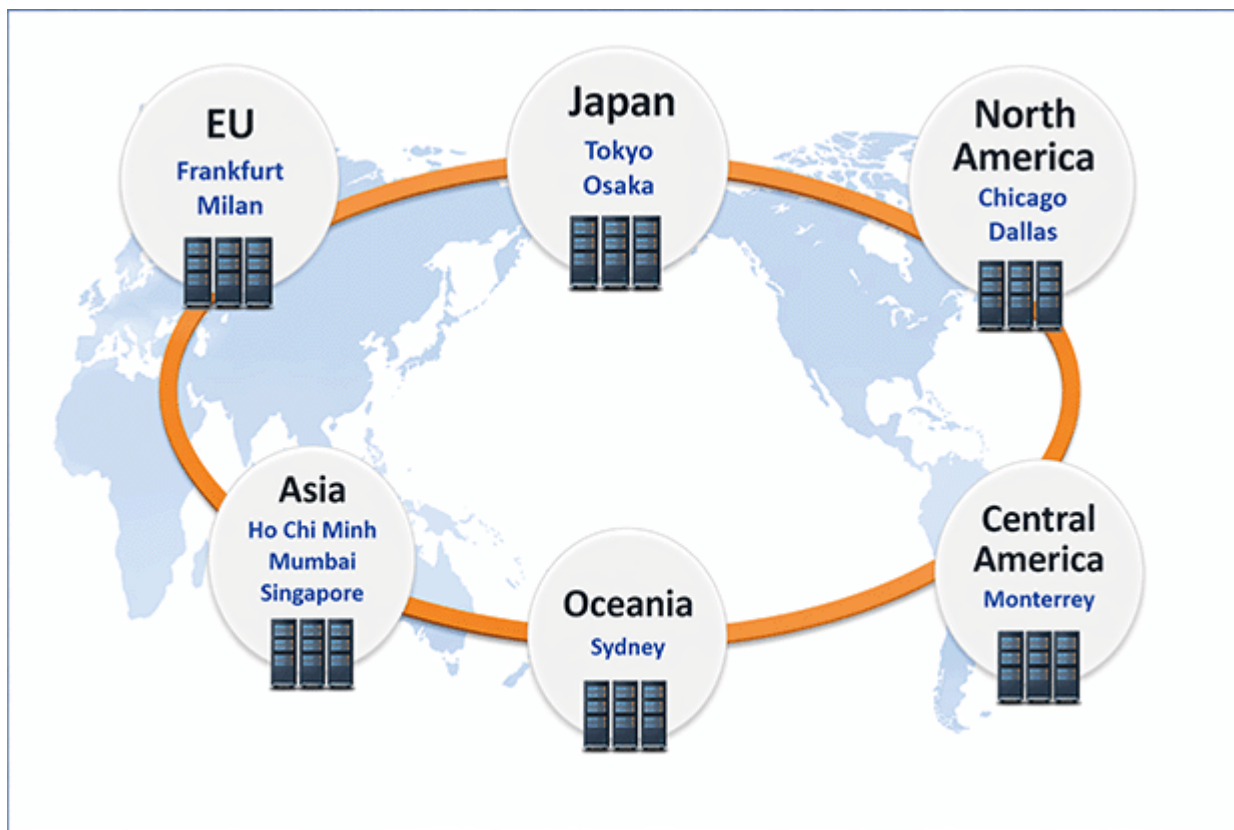 EU
Frankfurt
Milan
Japan
Tokyo
Osaka
North
America
Chicago
Dallas
Asia
Ho Chi Minh
Mumbai
Singapore
Oceania
Sydney
Central
America
Monterrey